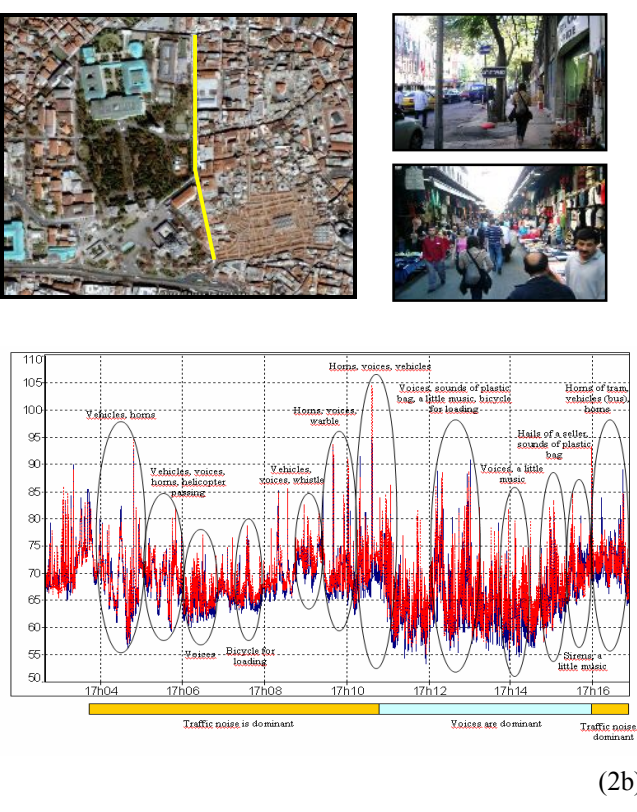 Horns, voices, vehicles
110
105
100
95
90
85
80
75
70
65
60
55
50
Vehicles, horns
Vehicles, voices,
horns, helicopter
passing
Voices
Bicycle for
loading
Vehicles,
voices, whistle
Horns, voices,
warble
Voices, sounds of plastic
bag, a little music, bicycle
for loading
Voices, a little
music
Hails of a seller,
sounds of plastic
bag
Horns of tram,
vehicles (bus),
horns
Sirens, a
little music
17h04
17h06
17h08
17h10
17h12
17h14
17h16
Traffic noise is dominant
Voices are dominant
Traffic noise
dominant
(2b)